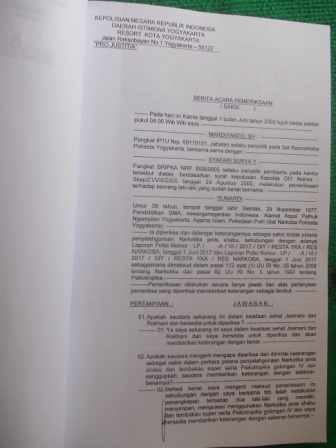 KEPOLISIAN NEGARA REPUBLIK INDONESIA
DAERAH ISTIMEWA YOGYAKARTA
RESORT KOTA YOGYAKARTA
Jalan Reksobayan No.1 Yogyakarta – 55122
"PRO JUSTITIA"
BERITA ACARA PEMERIKSAAN
( SAKSI
Pada hari ini Kamis tanggal 1 bulan Juni tahun 2000 tujuh belas sekitar
pukul 06.00 Wib Wib saya
MARDIYANTO, SH
Pangkat IPTU Nrp. 69110121, Jabatan selaku penyidik pada Sat Resnarkoba
Polresta Yogyakarta, bersama-sama dengan
SYAFARI SURYA T
Pangkat BRIPKA NRP selaku penyidik pembantu pada kantor
tersebut diatas, berdasarkan surat keputusan Kapolda DIY Nomor :
tanggal 25 Agustus 2005, melakukan pemeriksaan
terhadap seorang laki-laki yang sudah kenal bernama
SUMARDI
Umur 39 tahun, tempat tanggal lahir Sleman, 29 Nopember 1977,
Pendidikan SMA, kewarganegaraan Indonesia, Alamat Aspol Pathuk
Ngampilan Yogyakarta, Agama Islam, Pekerjaan Polri (Sat Narkoba Polresta
Yogyakarta).
Ia diperiksa dan didengar keterangannya sebagai saksi tindak pidana
penyalahgunaan Narkotika jenis shabu, sehubungan dengan adanya
Laporan Polisi Nomor : LP / -A / VI / 2017 / DIY / RESTA YKA / RES
NARKOBA, tanggal 1 Juni 2017 dan Laporan Polisi Nomor : LP / -A / VI /
2017 / DIY / RESTA YKA / RES NARKOBA, tanggal 1 Juni 2017
sebagaimana dimaksud dalam pasal 112 ayat (1) UU RI No. 35 tahun 2009
tentang Narkotika dan pasal 62 UU RI No. 5 tahun 1997 tentang
Psikotropika.
Pemeriksaan dilakukan secara tanya jawab dan atas pertanyaan
pemeriksa yang diperiksa memberikan keterangan sebagai berikut :
PERTANYAAN : J A W A B A N :
01. Apakah saudara sekarang ini dalam keadaan sehat Jasmani dan
Rokhani dan bersedia untuk diperiksa ?
01. Ya saya sekarang ini dalam keadaan sehat Jasmani dan
Rokhani dan bersedia untuk diperiksa dan akan
memberikan keterangan dengan benar.
02. Apakah saudara mengerti mengapa diperiksa dan dimintai keterangan
sebagai saksi dalam perkara pidana penyalahgunaan Narkotika jenis
shabu dan tembakau super serta Psikotropika golongan IV dan
sanggupkah saudara memberikan keterangan dengan sebenar-
benarnya?
02. Bahwa benar saya mengerti maksud pemeriksaan ini
sehubungan dengan saya bersama tim telah melakukan
penangkapan terhadap dua laki-laki yang memiliki,
menyimpan, menguasai menggunakan Narkotika jenis shabu
dan tembakau super serta Psikotropika golongan IV dan saya
bersedia memberikan keterangan dengan sebenar-
benarnya.